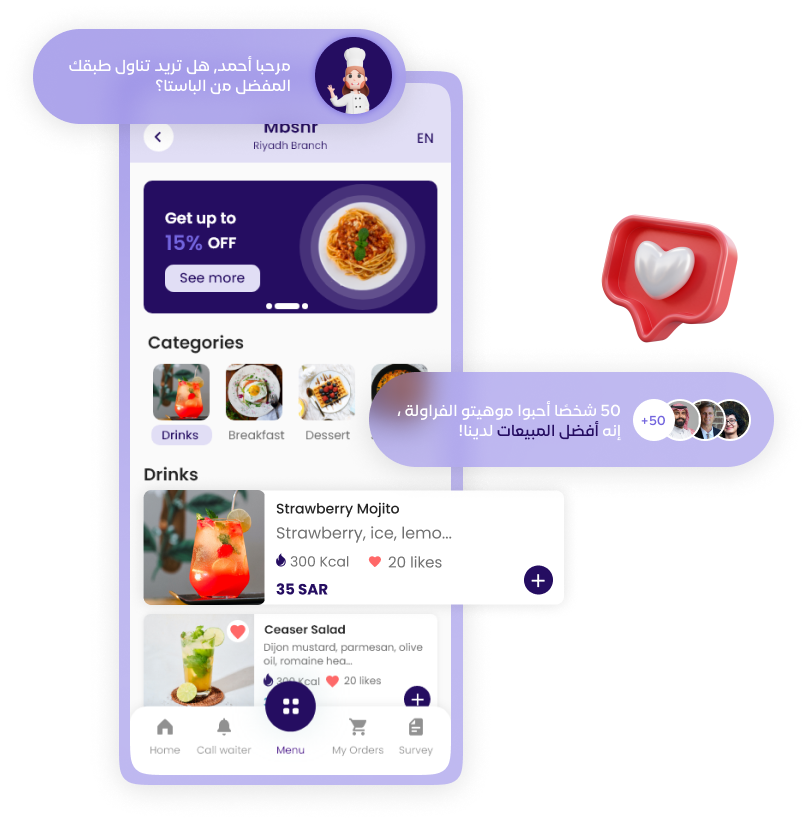 مرحبا أحمد, هل تريد تناول طبقك
المفضل من الباستا؟
Mbshr
Riyadh Branch
EN
Get up to
15% OFF
See more
Categories
Drinks
Breakfast
Dessert
50 شخصًا أحبوا موهيتو الفراولة ،
إنه أفضل المبيعات لدينا!
+50
Drinks
Strawberry Mojito
Strawberry, ice, lemo...
300 Kcal
20 likes
35 SAR
Ceaser Salad
Dijon mustard, parmesan, olive
oil, romaine hea...
300 Kcal
20 likes
Home
Call waiter
Menu
My Orders
Survey